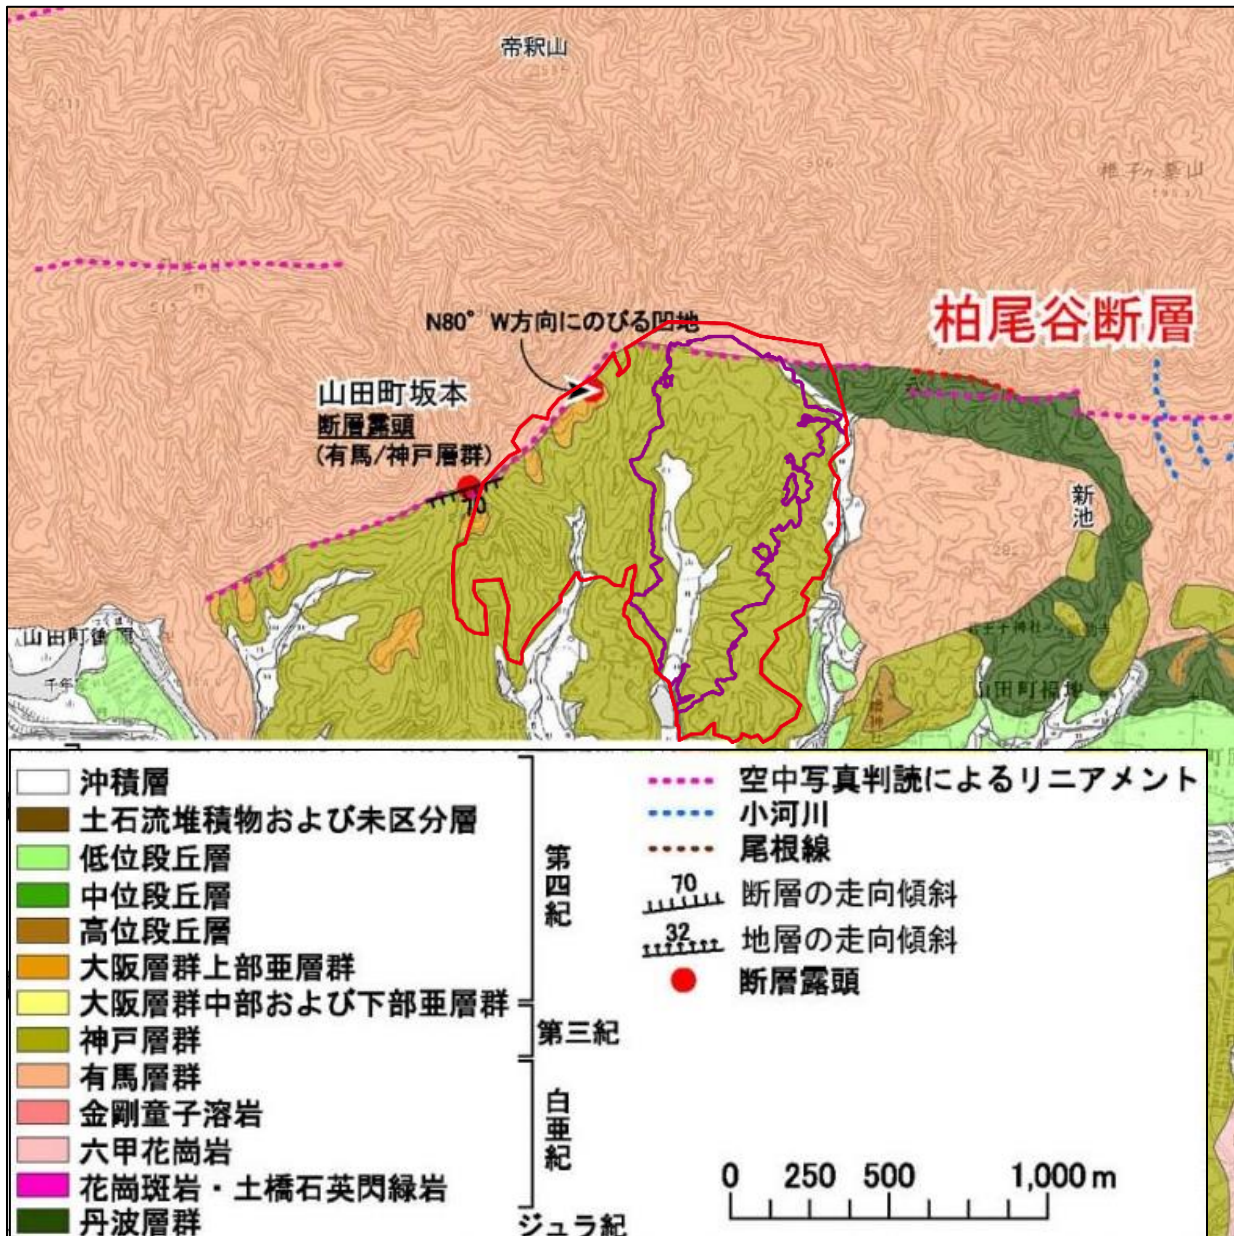 帝釈山
稚子ヶ墓山
柏尾谷断層
N80°W方向にのびる凹地
山田町坂本
断層露頭
(有馬/神戸層群)
70
新池
山田町福地
千年
沖積層
土石流堆積物および未区分層
低位段丘層
中位段丘層
高位段丘層
大阪層群上部亜層群
大阪層群中部および下部亜層群
神戸層群
有馬層群
金剛童子溶岩
六甲花崗岩
花崗斑岩・土橋石英閃緑岩
丹波層群
第四紀
第三紀
白亜紀
ジュラ紀
空中写真判読によるリニアメント
小河川
尾根線
70
断層の走向傾斜
32
地層の走向傾斜
断層露頭
0 250 500 1,000 m